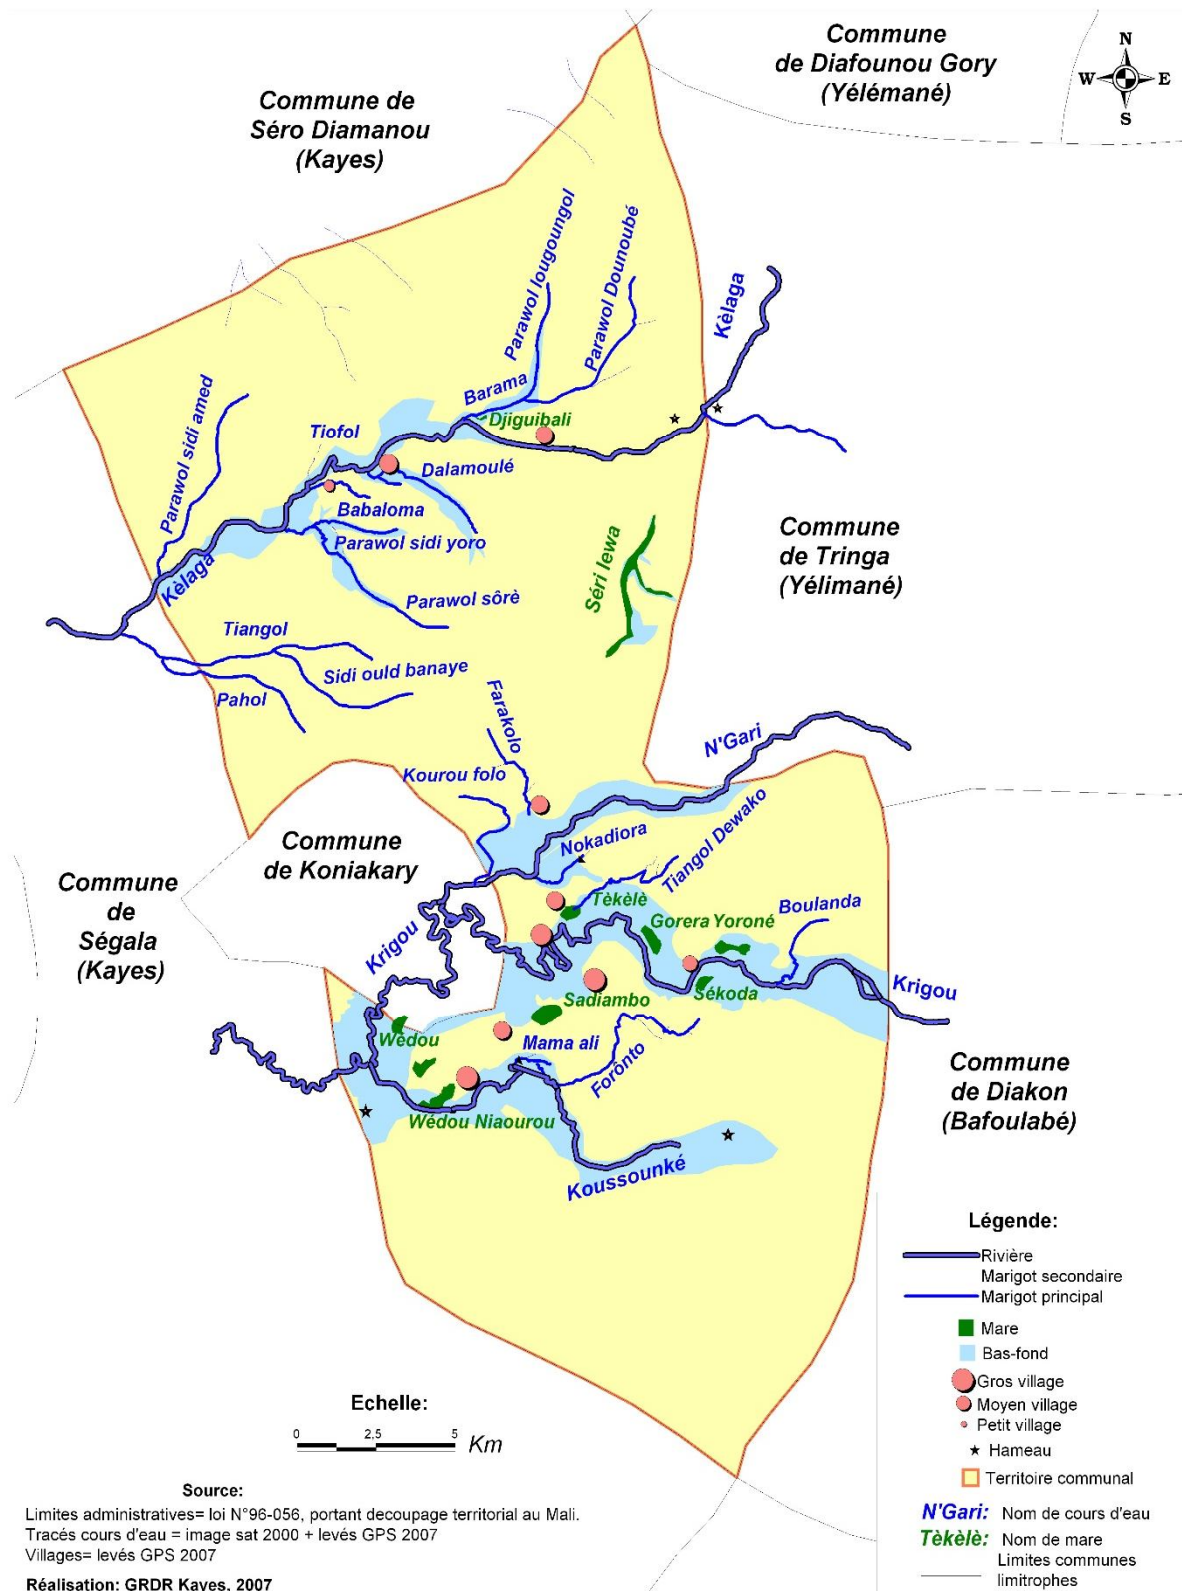 Commune
de Diafounou Gory
(Yélémané)
N
W
E
S
Commune de
Séro Diamanou
(Kayes)
Parawol lougoungol
Parawol Dounoubé
Kèlaga
Parawol sidi amed
Barama
Djiguibali
Tiofol
Dalamoulé
Babaloma
Parawol sidi yoro
Commune
de Tringa
(Yélimané)
Kèlaga
Séri lewa
Parawol sôrè
Tiangol
Sidi ould banaye
Pahol
Farakolo
N'Gari
Kourou folo
Tiangol Dewako
Nokadiora
Commune
de Koniakary
Commune
de
Ségala
(Kayes)
Tèkèlè
Gorera Yoroné
Boulanda
Krigou
Krigou
Sékoda
Sadiambo
Wédou
Mama ali
Forônto
Commune
de Diakon
(Bafoulabé)
Wédou Niaourou
Koussounké
Légende:
Rivière
Marigot secondaire
Marigot principal
Mare
Bas-fond
Gros village
Moyen village
Petit village
Hameau
Territoire communal
N'Gari: Nom de cours d'eau
Tèkèlè: Nom de mare
Limites communes
limitrophes
Echelle:
0 2,5 5 Km
Source:
Limites administratives= loi N°96-056, portant decoupage territorial au Mali.
Tracés cours d'eau = image sat 2000 + levés GPS 2007
Villages= levés GPS 2007
Réalisation: GRDR Kayes, 2007